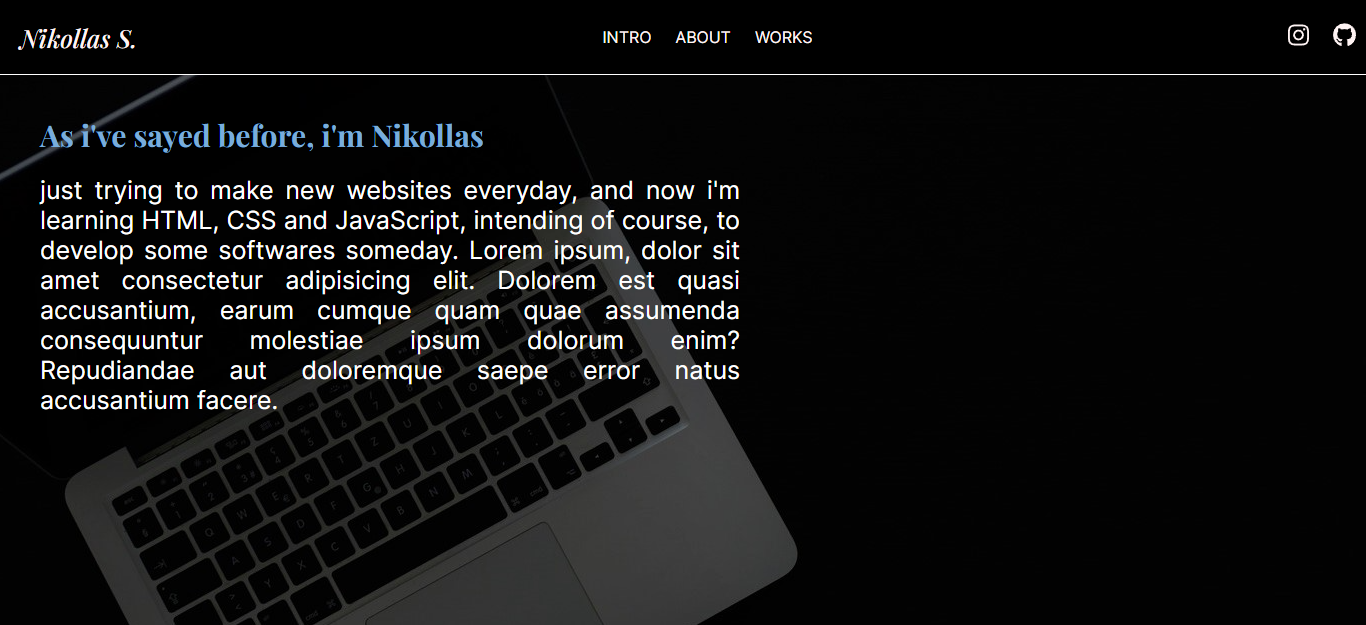 Nikollas S.
INTRO ABOUT WORKS
As i've sayed before, i'm Nikollas
just trying to make new websites everyday, and now i'm
learning HTML, CSS and JavaScript, intending of course, to
develop some softwares someday. Lorem ipsum, dolor sit
amet consectetur adipisicing elit. Dolorem est quasi
accusantium, earum cumque quam quae assumenda
consequuntur molestiae ipsum dolorum enim?
Repudiandae aut doloremque saepe error natus
accusantium facere.